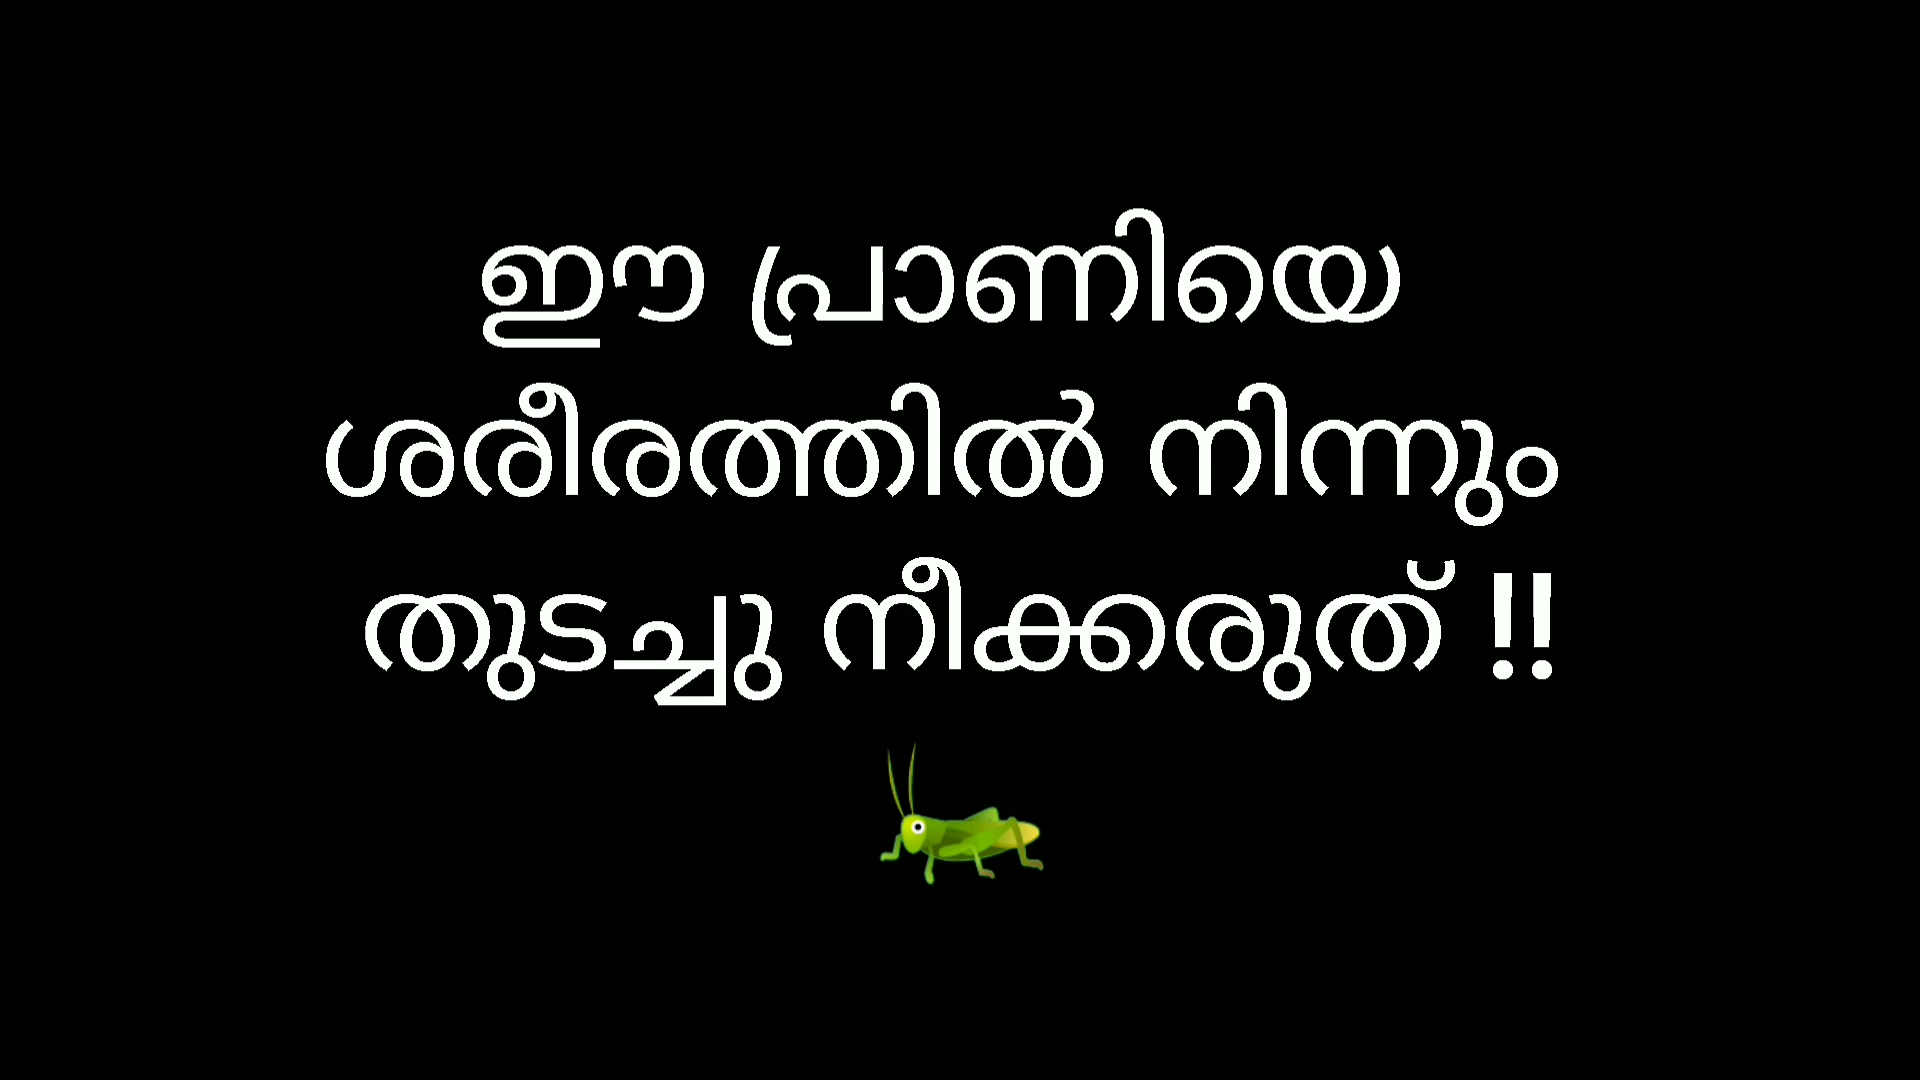 ഈ പ്രാണിയെ
ശരീരത്തിൽ നിന്നും
തുടച്ചു നീക്കരുത് !!